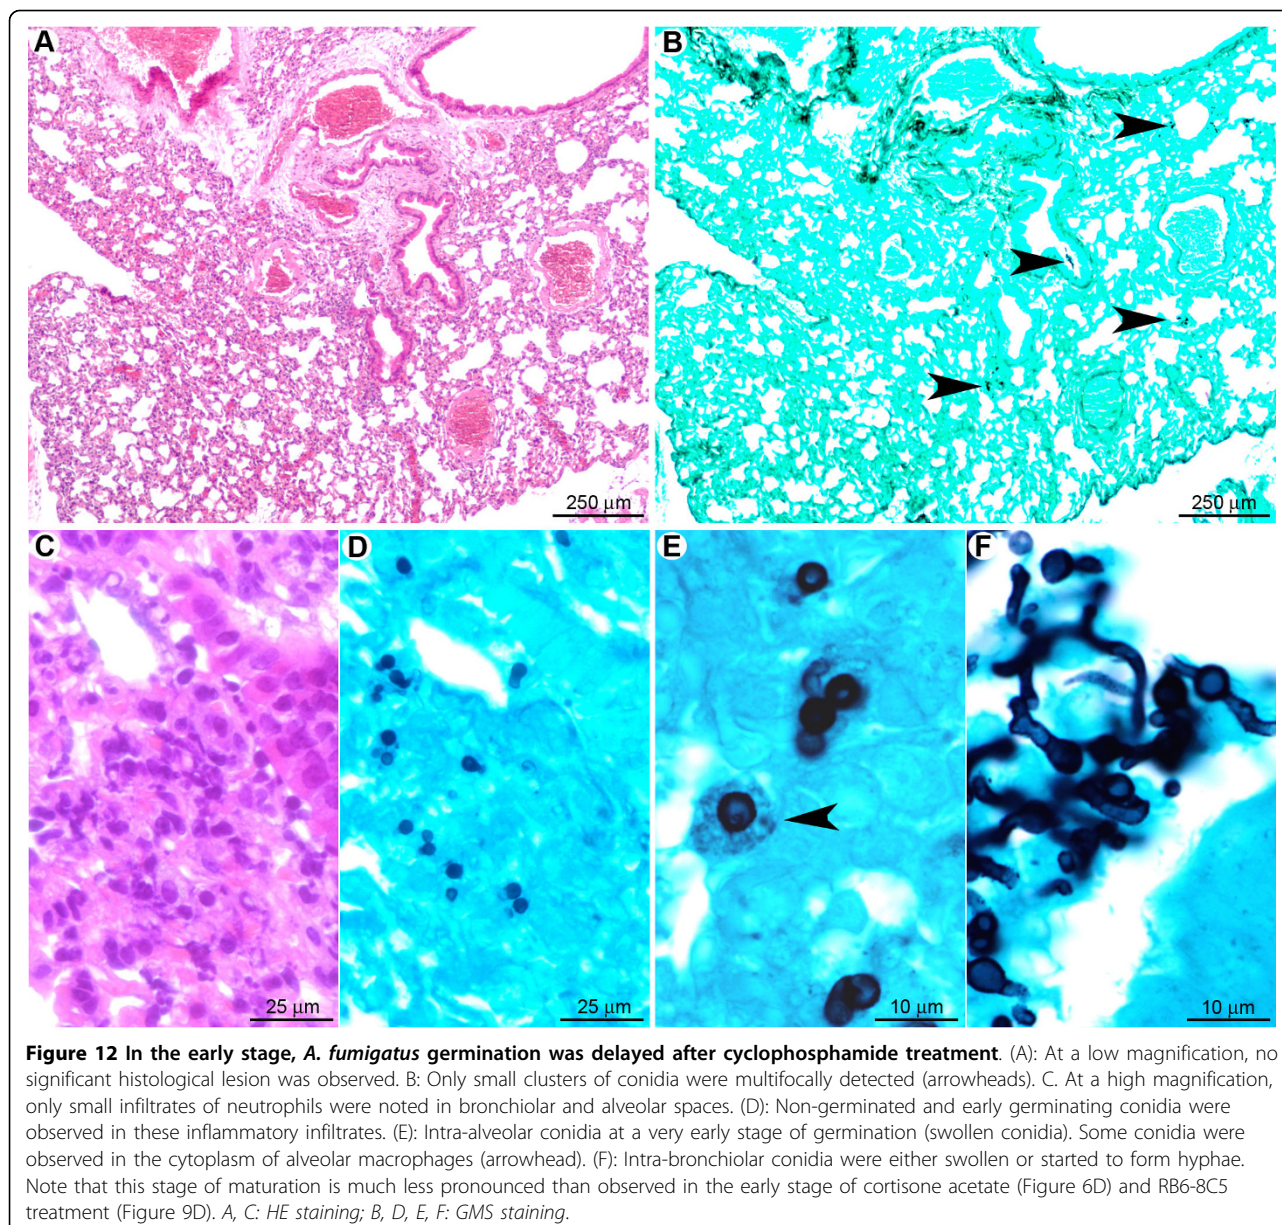 A
B
250 µm
250 µm
C
D
E
F
25 µm
25 µm
10 µm
10 µm
Figure 12 In the early stage, A. fumigatus germination was delayed after cyclophosphamide treatment. (A): At a low magnification, no
significant histological lesion was observed. B: Only small clusters of conidia were multifocally detected (arrowheads). C. At a high magnification,
only small infiltrates of neutrophils were noted in bronchiolar and alveolar spaces. (D): Non-germinated and early germinating conidia were
observed in these inflammatory infiltrates. (E): Intra-alveolar conidia at a very early stage of germination (swollen conidia). Some conidia were
observed in the cytoplasm of alveolar macrophages (arrowhead). (F): Intra-bronchiolar conidia were either swollen or started to form hyphae.
Note that this stage of maturation is much less pronounced than observed in the early stage of cortisone acetate (Figure 6D) and RB6-8C5
treatment (Figure 9D). A, C: HE staining; B, D, E, F: GMS staining.